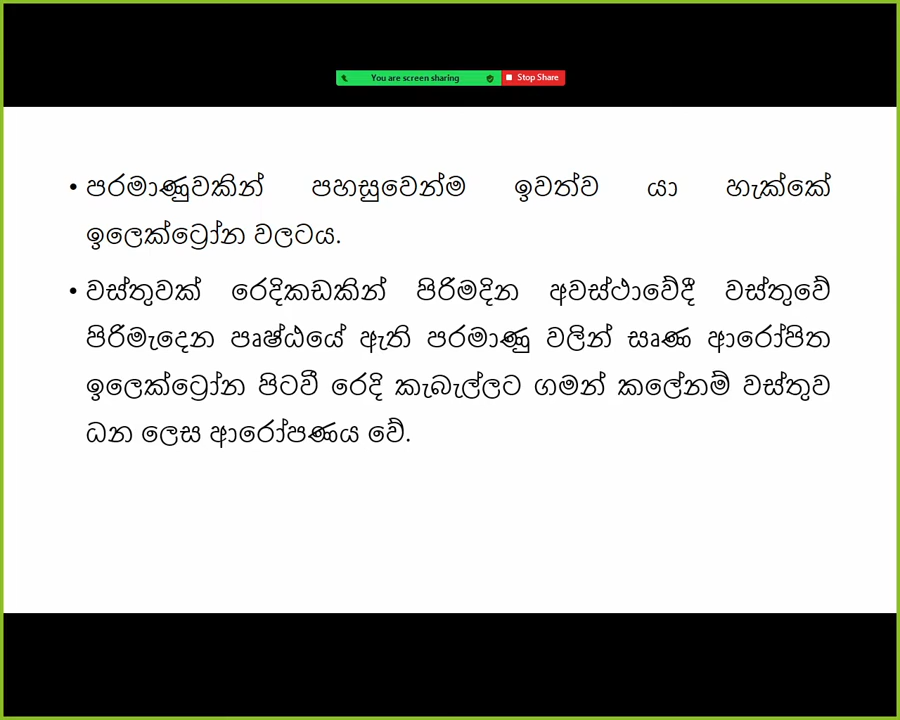 You are screen sharing Stop Share
• පරමාණුවකින් පහසුවෙන්ම ඉවත්ව යා හැක්කේ
ඉලෙක්ට්‍රෝන වලටය.
• වස්තුවක් රෙදිකඩකින් පිරිමදින අවස්ථාවේදී වස්තුවේ
පිරිමැදෙන පෘෂ්ඨයේ ඇති පරමාණු වලින් සෘණ ආරෝපිත
ඉලෙක්ට්‍රෝන පිටවී රෙදි කැබැල්ලට ගමන් කලේනම් වස්තුව
ධන ලෙස ආරෝපණය වේ.